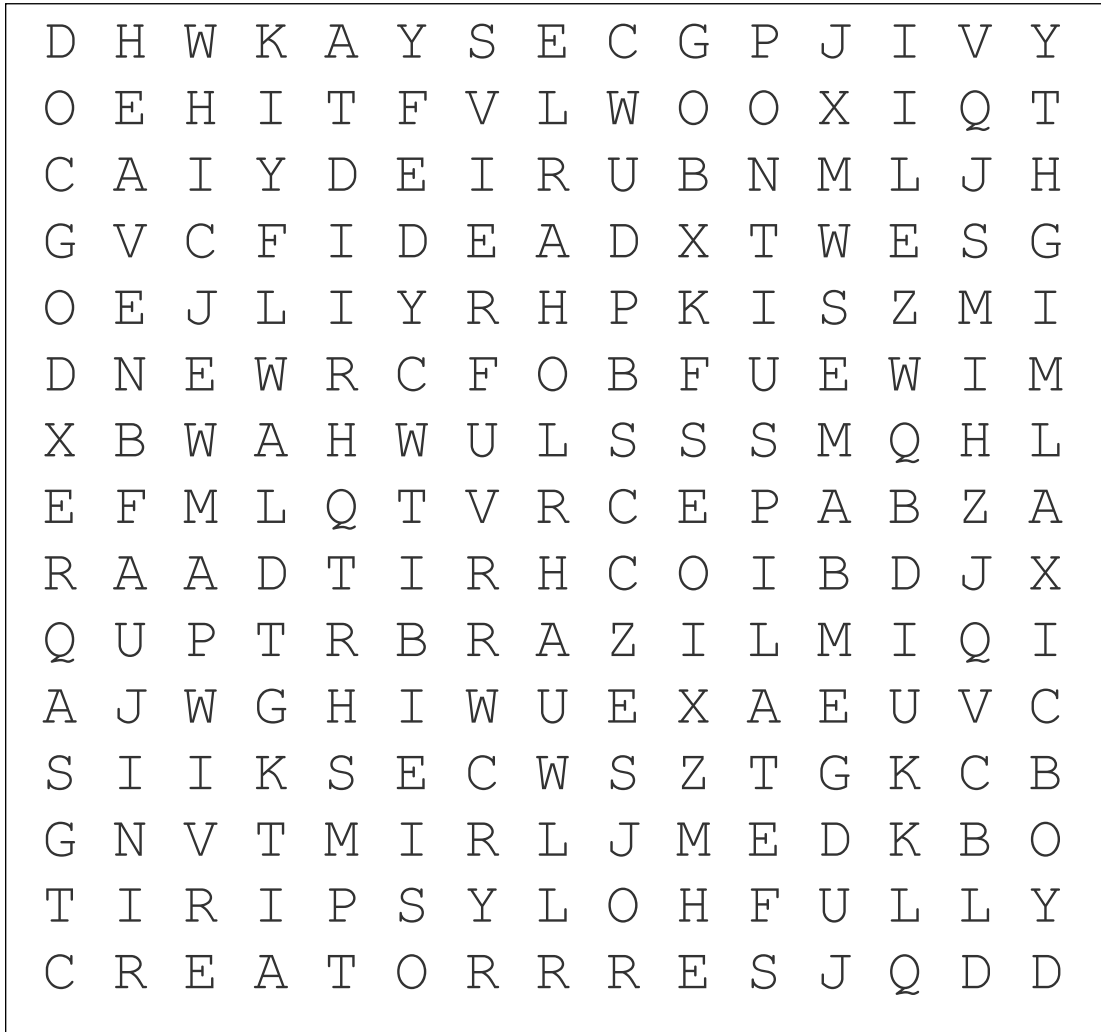 D H W K A Y S E C G P J I V Y
O E H I T F V L W O O X I Q T
C A I Y D E I R U B N M L J H
G V C F I D E A D X T W E S G
O E J L I Y R H P K I S Z M I
D N E W R C F O B F U E W I M
X B W A H W U L S S S M Q H L
E F M L Q T V R C E P A B Z A
R A A D T I R H C O I B D J X
Q U P T R B R A Z I L M I Q I
A J W G H I W U E X A E U V C
S I I K S E C W S Z T G K C B
G N V T M I R L J M E D K B O
T I R I P S Y L O H F U L L Y
C R E A T O R R R E S J Q D D